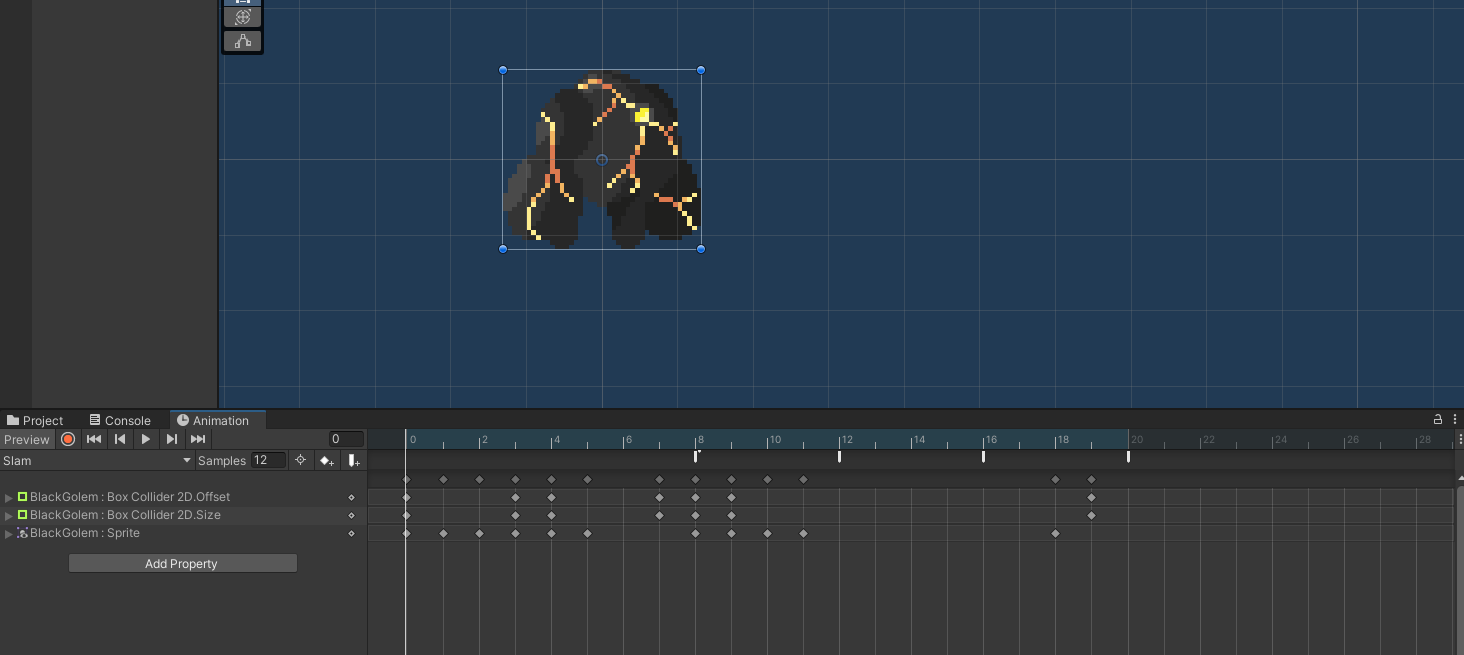 Project Console Animation
Preview 0 0 2 4 6 8 10 12 14 16 18 20 22 24 26 28
Slam Samples 12
BlackGolem : Box Collider 2D.Offset
BlackGolem : Box Collider 2D.Size
BlackGolem : Sprite
Add Property